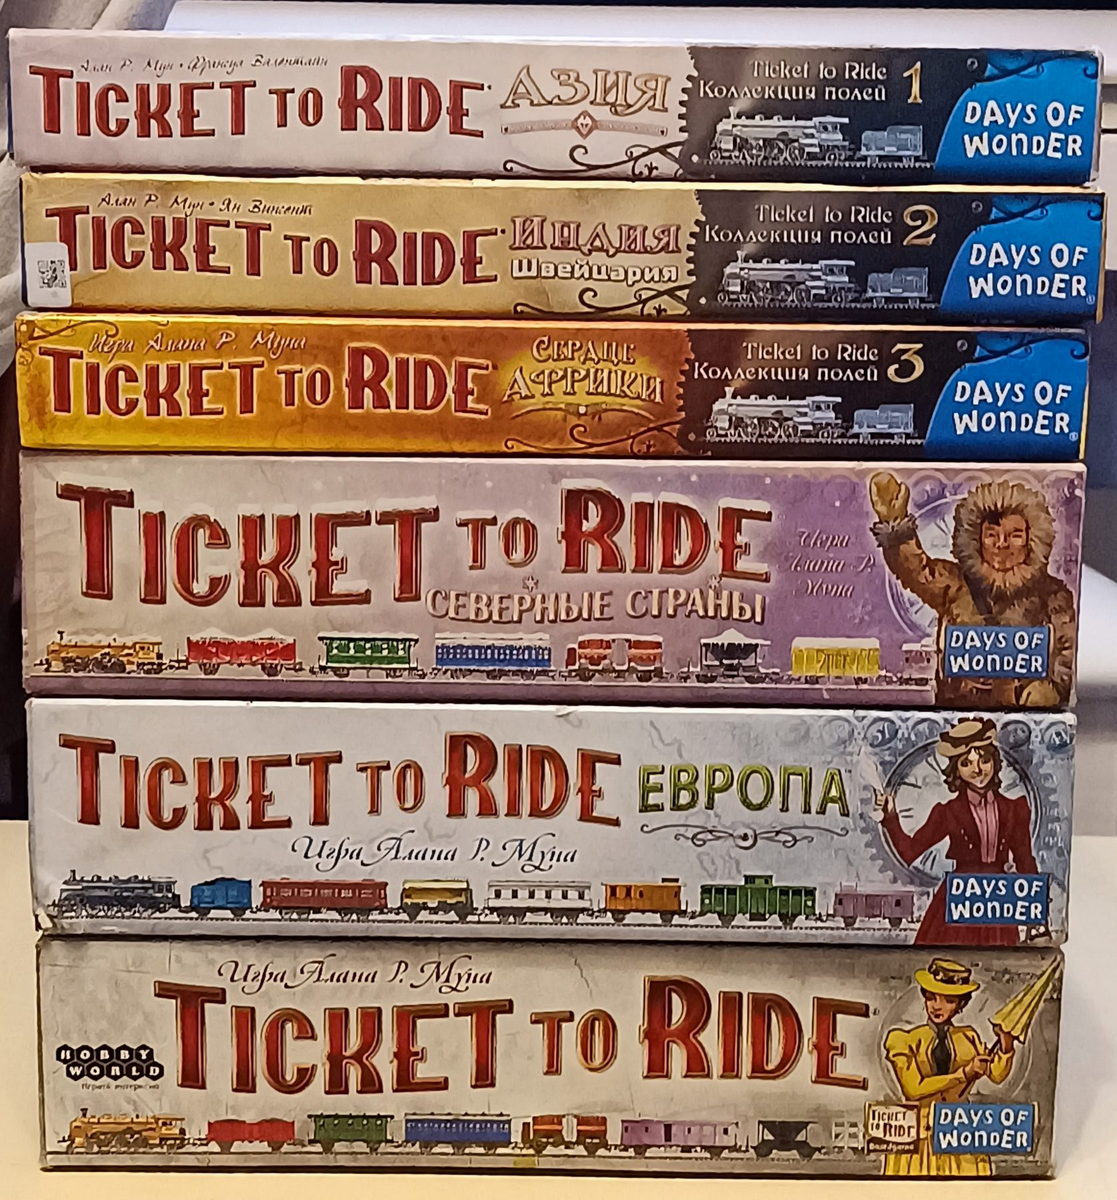 Алан Р. Мун • Франсуа Валентайн
TICKET TO RIDE
АЗИЯ
Ticket to Ride
Коллекция полей
1
DAYS OF
WONDER
Алан Р. Мун • Ян Винсент
TICKET TO RIDE
ИНДИЯ
Швейцария
Ticket to Ride
Коллекция полей
2
DAYS OF
WONDER
Игра Алана Р. Муна
TICKET TO RIDE
СЕРДЦЕ
АФРИКИ
Ticket to Ride
Коллекция полей
3
DAYS OF
WONDER
TICKET TO RIDE
СЕВЕРНЫЕ СТРАНЫ
Игра
Алана Р.
Муна
DAYS OF
WONDER
TICKET TO RIDE
ЕВРОПА
Игра Алана Р. Муна
DAYS OF
WONDER
Игра Алана Р. Муна
TICKET TO RIDE
HOBBY
WORLD
Играть интересно
TICKET
TO RIDE
DAYS OF
WONDER